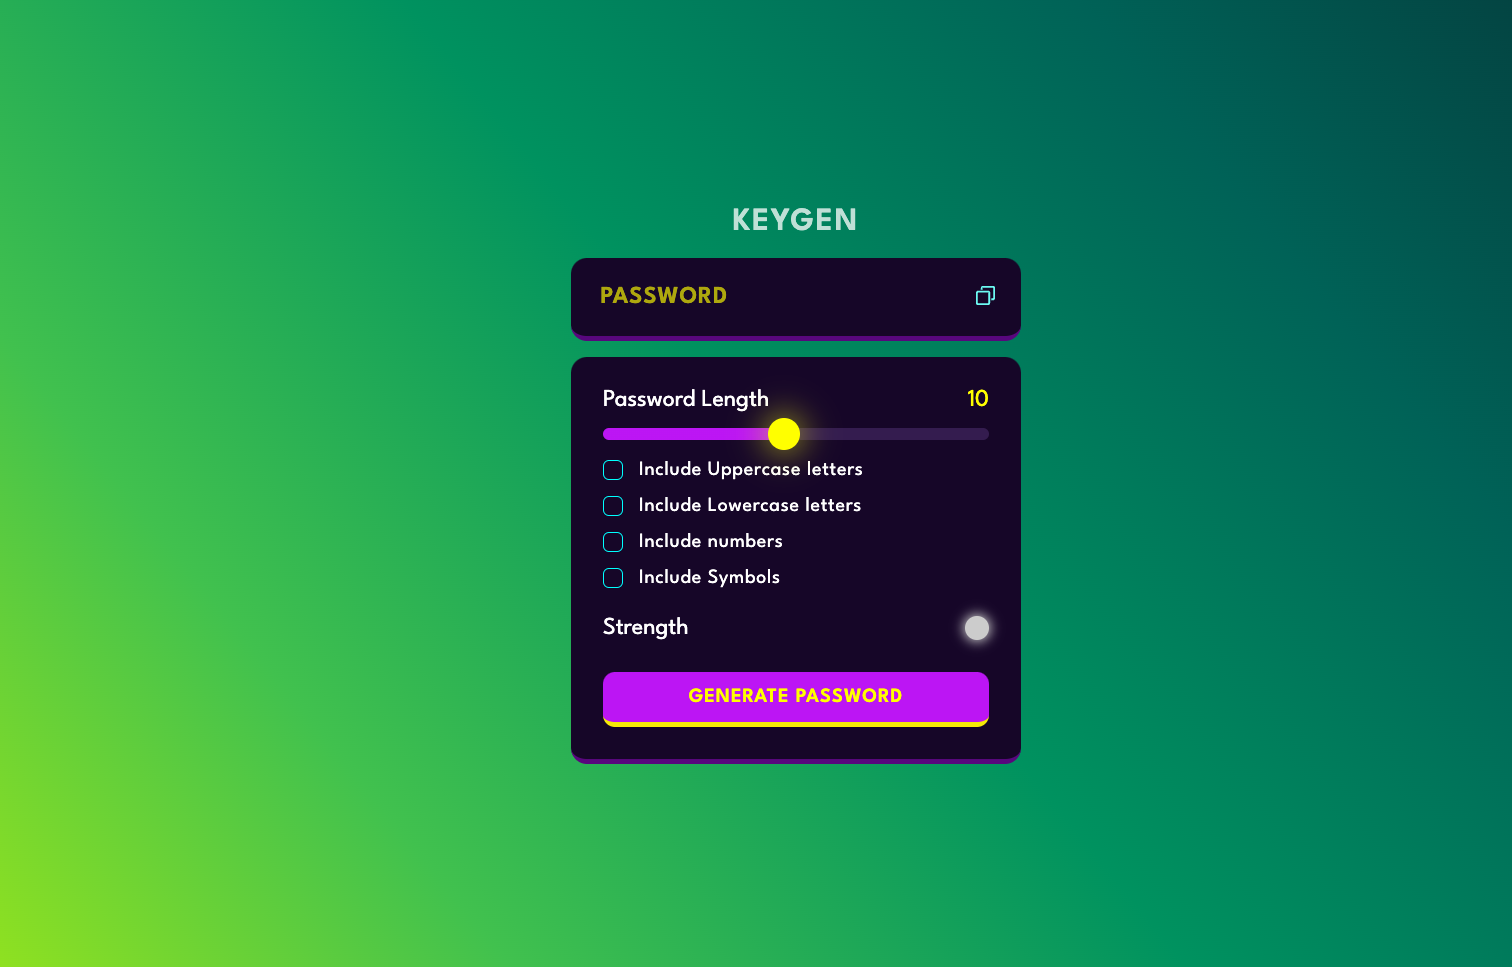 KEYGEN
PASSWORD
Password Length 10
Include Uppercase letters
Include Lowercase letters
Include numbers
Include Symbols
Strength
GENERATE PASSWORD